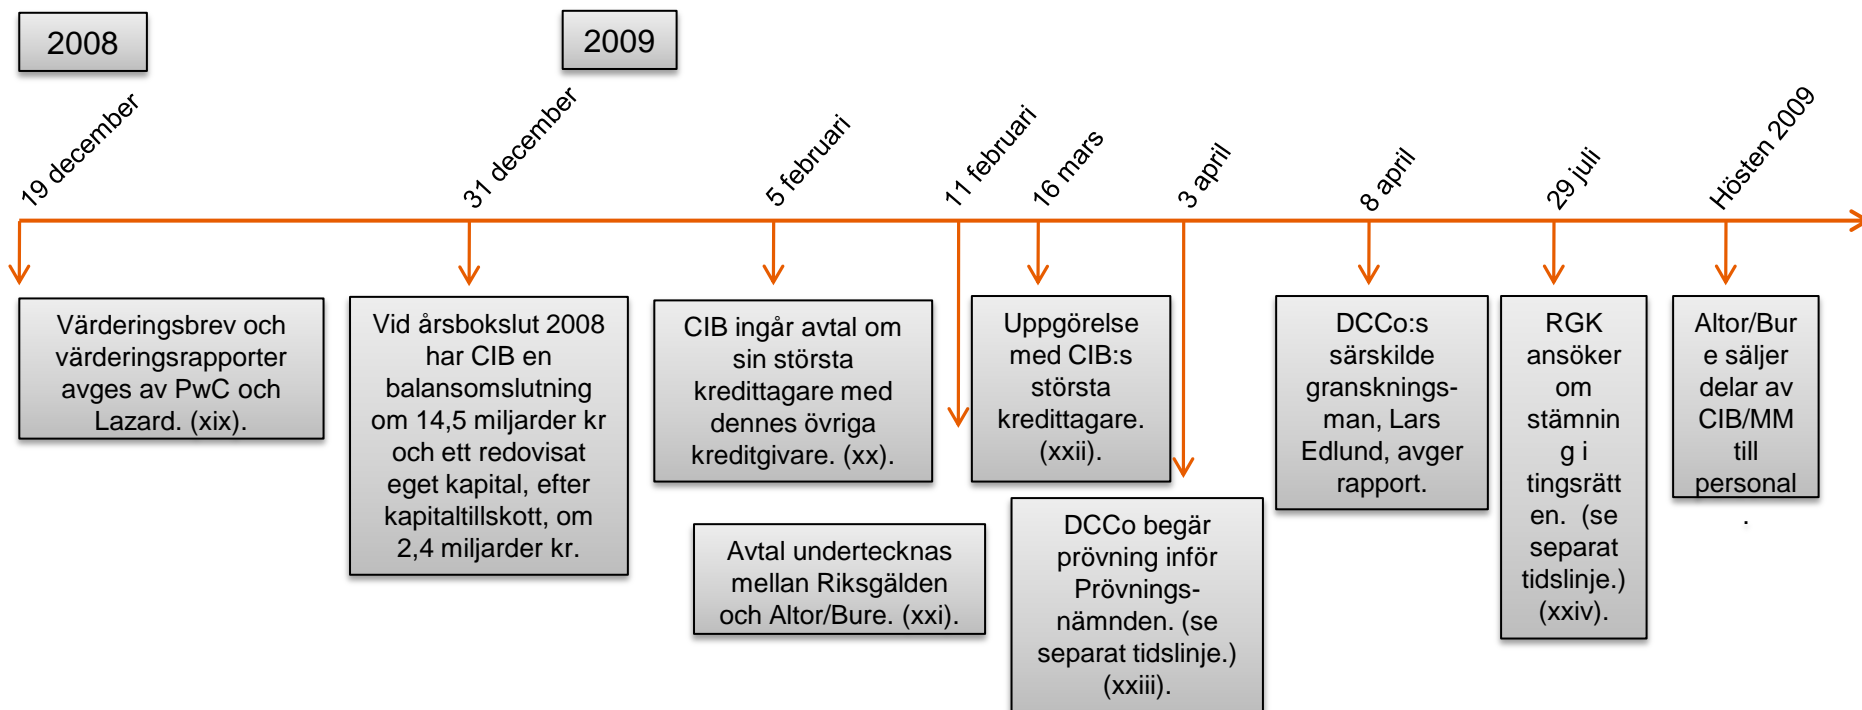 2008
2009
19 december
31 december
5 februari
11 februari
16 mars
3 april
8 april
29 juli
Hösten 2009
Värderingsbrev och
värderingsrapporter
avges av PwC och
Lazard. (xix).
Vid årsbokslut 2008
har CIB en
balansomslutning
om 14,5 miljarder kr
och ett redovisat
eget kapital, efter
kapitaltillskott, om
2,4 miljarder kr.
CIB ingår avtal om
sin största
kredittagare med
dennes övriga
kreditgivare. (xx).
Avtal undertecknas
mellan Riksgälden
och Altor/Bure. (xxi).
Uppgörelse
med CIB:s
största
kredittagare.
(xxii).
DCCo begär
prövning inför
Prövnings-
nämnden. (se
separat tidslinje.)
(xxiii).
DCCo:s
särskilde
gransknings-
man, Lars
Edlund, avger
rapport.
RGK
ansöker
om
stämnin
g i
tingsrätt
en. (se
separat
tidslinje.)
(xxiv).
Altor/Bur
e säljer
delar av
CIB/MM
till
personal
.